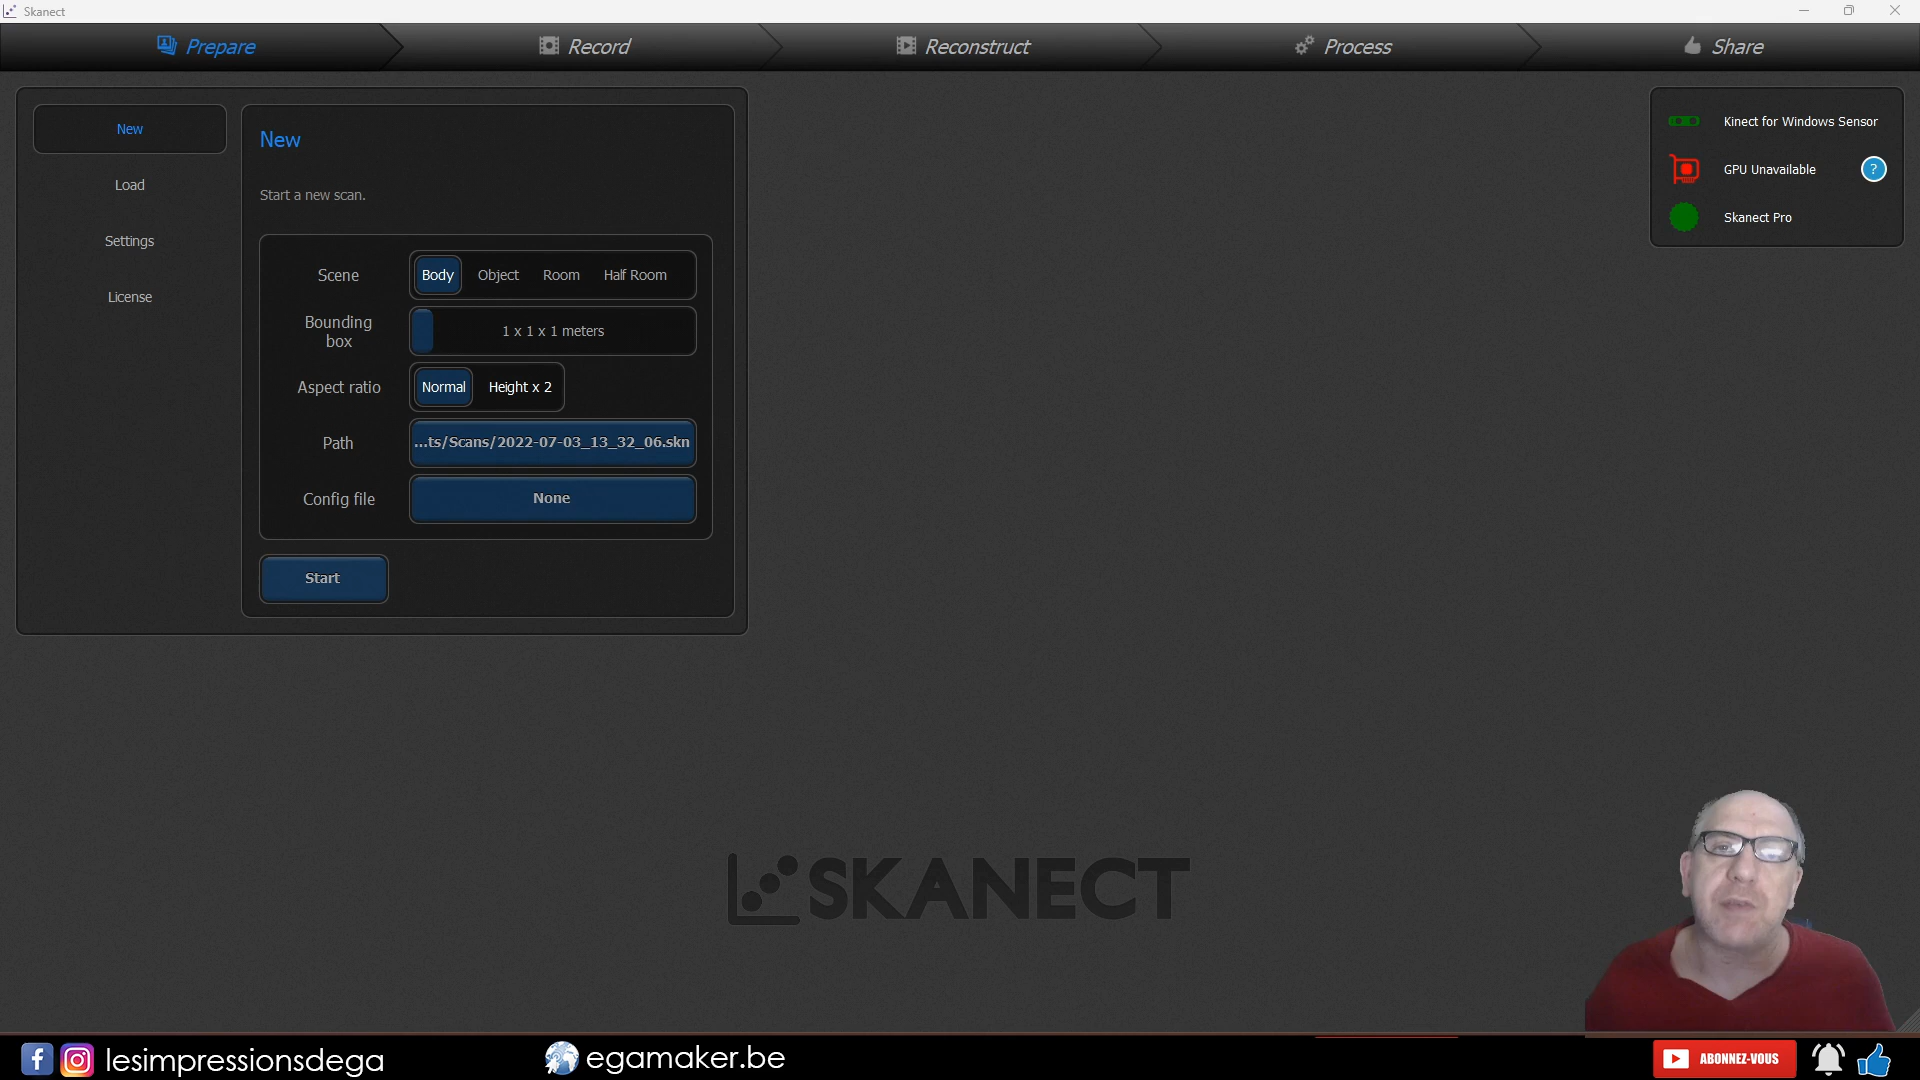 Skanect
Prepare
Record
Reconstruct
Process
Share
New
Load
Settings
License
New
Start a new scan.
Scene
Body
Object
Room
Half Room
Bounding
box
1 x 1 x 1 meters
Aspect ratio
Normal
Height x 2
Path
...ts/Scans/2022-07-03_13_32_06.skn
Config file
None
Start
Kinect for Windows Sensor
GPU Unavailable
?
Skanect Pro
SKANECT
lesimpressionsdega
egamaker.be
ABONNEZ-VOUS